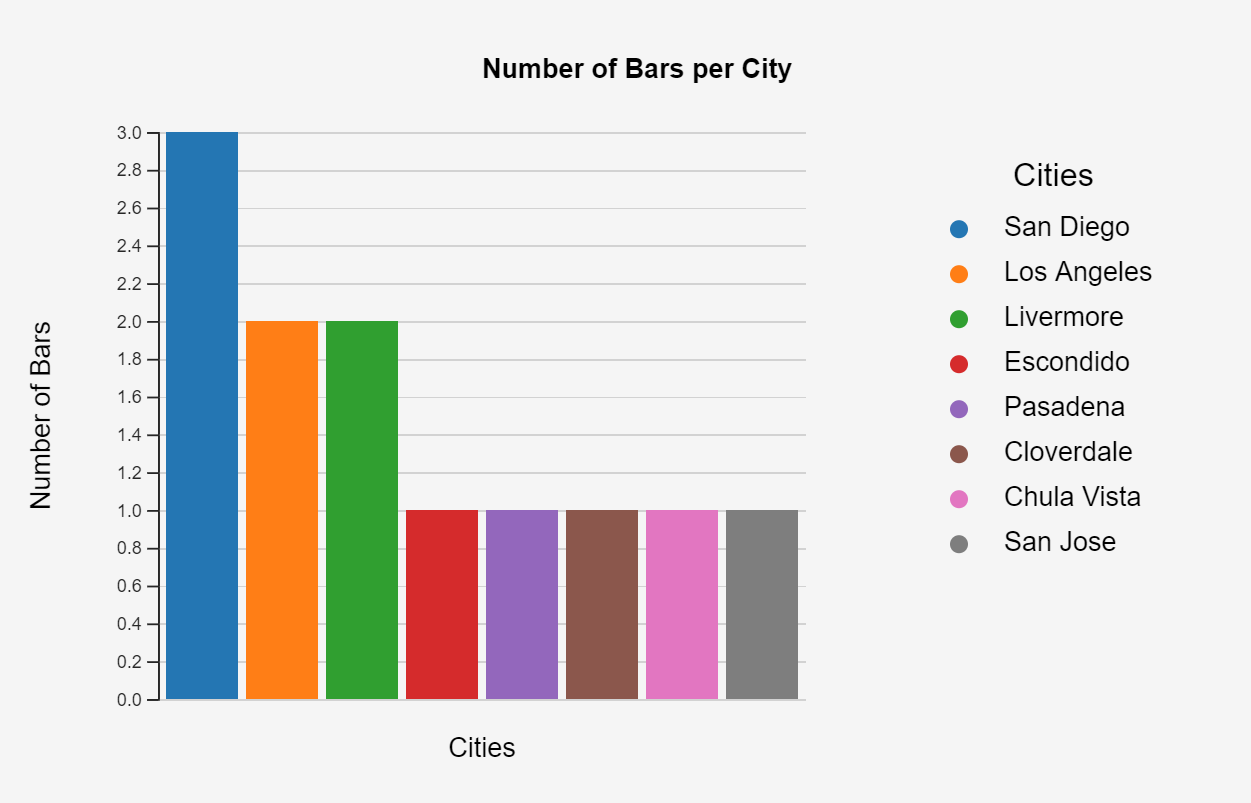 Number of Bars per City
Number of Bars
3.0
2.8
2.6
2.4
2.2
2.0
1.8
1.6
1.4
1.2
1.0
0.8
0.6
0.4
0.2
0.0
Cities
Cities
San Diego
Los Angeles
Livermore
Escondido
Pasadena
Cloverdale
Chula Vista
San Jose